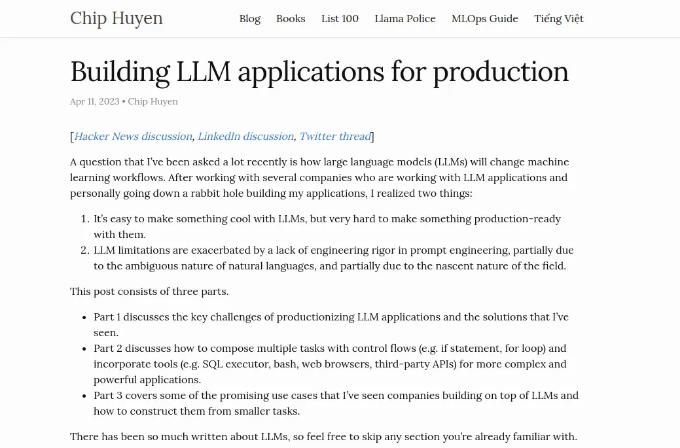 Chip Huyen Blog Books List 100 Llama Police MLOps Guide Tiếng Việt
Building LLM applications for production
Apr 11, 2023 • Chip Huyen
[Hacker News discussion, LinkedIn discussion, Twitter thread]
A question that I've been asked a lot recently is how large language models (LLMs) will change machine
learning workflows. After working with several companies who are working with LLM applications and
personally going down a rabbit hole building my applications, I realized two things:
1. It's easy to make something cool with LLMs, but very hard to make something production-ready
with them.
2. LLM limitations are exacerbated by a lack of engineering rigor in prompt engineering, partially due
to the ambiguous nature of natural languages, and partially due to the nascent nature of the field.
This post consists of three parts.
• Part 1 discusses the key challenges of productionizing LLM applications and the solutions that I've
seen.
• Part 2 discusses how to compose multiple tasks with control flows (e.g. if statement, for loop) and
incorporate tools (e.g. SQL executor, bash, web browsers, third-party APIs) for more complex and
powerful applications.
• Part 3 covers some of the promising use cases that I've seen companies building on top of LLMs and
how to construct them from smaller tasks.
There has been so much written about LLMs, so feel free to skip any section you're already familiar with.